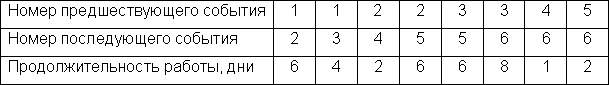 Номер предшествующего события 1 1 2 2 3 3 4 5
Номер последующего события 2 3 4 5 5 6 6 6
Продолжительность работы, дни 6 4 2 6 6 8 1 2